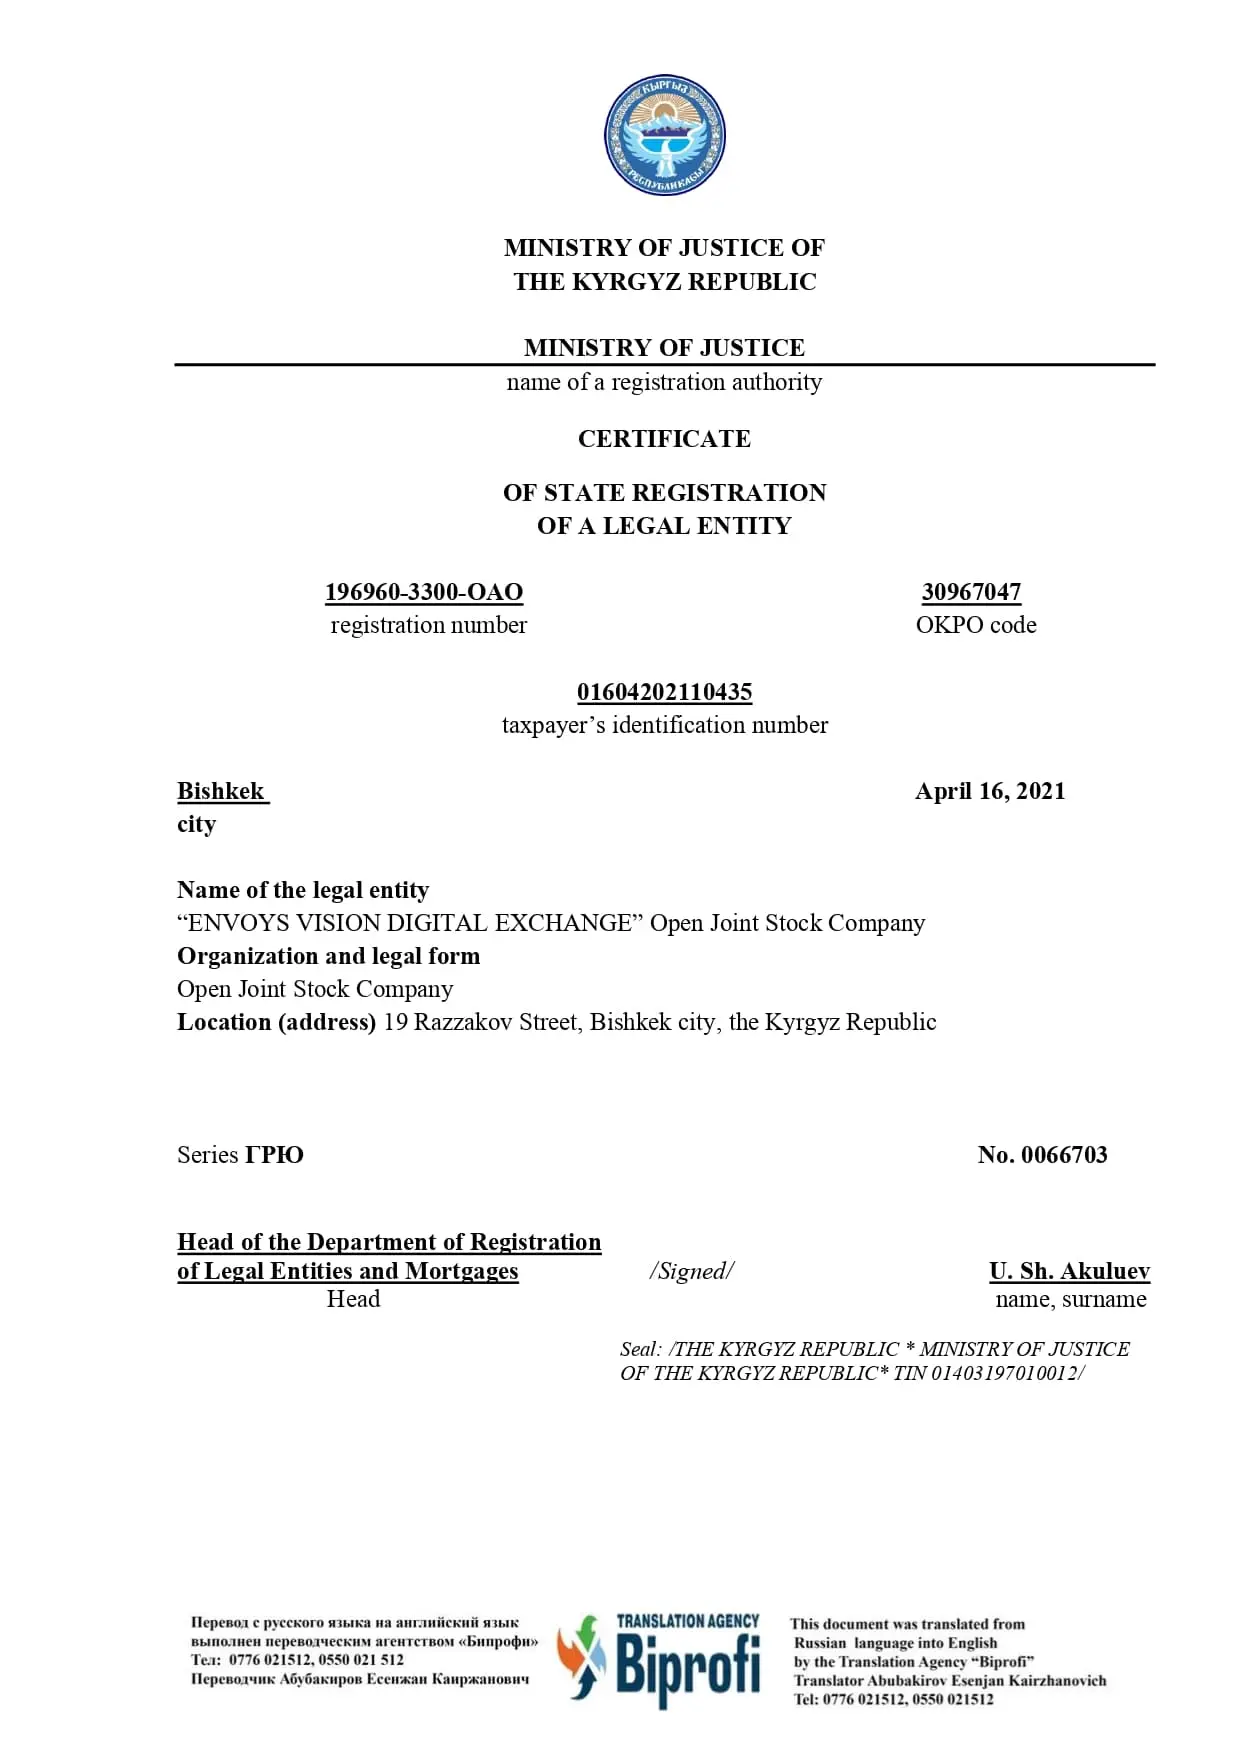 КЫРГЫЗ
РЕСПУБЛИКАСЫ
MINISTRY OF JUSTICE OF
THE KYRGYZ REPUBLIC
MINISTRY OF JUSTICE
name of a registration authority
CERTIFICATE
OF STATE REGISTRATION
OF A LEGAL ENTITY
196960-3300-OAO 30967047
registration number OKPO code
01604202110435
taxpayer’s identification number
Bishkek April 16, 2021
city
Name of the legal entity
“ENVOYS VISION DIGITAL EXCHANGE” Open Joint Stock Company
Organization and legal form
Open Joint Stock Company
Location (address) 19 Razzakov Street, Bishkek city, the Kyrgyz Republic
Series ГРЮ No. 0066703
Head of the Department of Registration
of Legal Entities and Mortgages /Signed/ U. Sh. Akuluev
Head name, surname
Seal: /THE KYRGYZ REPUBLIC * MINISTRY OF JUSTICE
OF THE KYRGYZ REPUBLIC* TIN 01403197010012/
Перевод с русского языка на английский язык
выполнен переводческим агентством «Бипрофи»
Тел: 0776 021512, 0550 021 512
Переводчик Абубакиров Есенжан Каиржанович
TRANSLATION AGENCY
Biprofi
This document was translated from
Russian language into English
by the Translation Agency “Biprofi”
Translator Abubakirov Esenjan Kairzhanovich
Tel: 0776 021512, 0550 021512